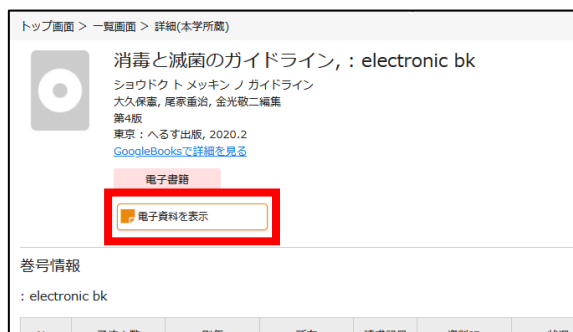 トップ画面 > 一覧画面 > 詳細(本学所蔵)
消毒と滅菌のガイドライン, : electronic bk
ショウドク ト メッキン ノ ガイドライン
大久保憲, 尾家重治, 金光敬二編集
第4版
東京 : へるす出版, 2020.2
GoogleBooksで詳細を見る
電子書籍
電子資料を表示
巻号情報
: electronic bk